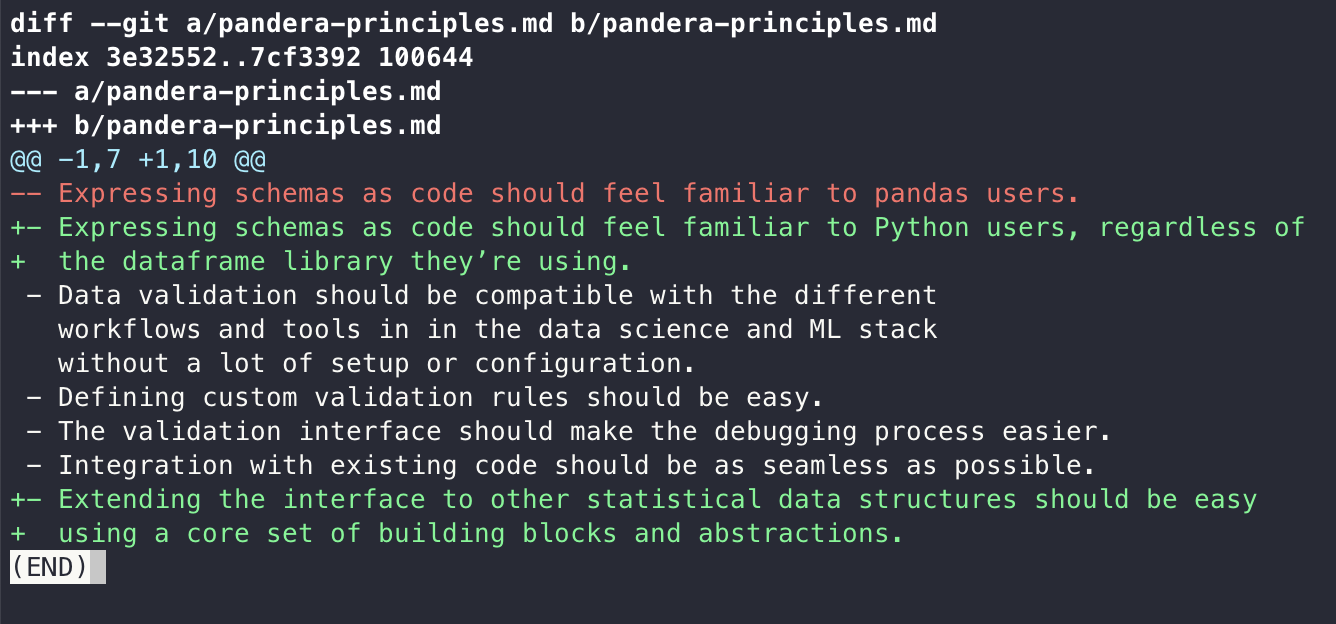 diff --git a/pandera-principles.md b/pandera-principles.md
index 3e32552..7cf3392 100644
--- a/pandera-principles.md
+++ b/pandera-principles.md
@@ -1,7 +1,10 @@
-- Expressing schemas as code should feel familiar to pandas users.
+- Expressing schemas as code should feel familiar to Python users, regardless of
+  the dataframe library they’re using.
 - Data validation should be compatible with the different
   workflows and tools in in the data science and ML stack
   without a lot of setup or configuration.
 - Defining custom validation rules should be easy.
 - The validation interface should make the debugging process easier.
 - Integration with existing code should be as seamless as possible.
+- Extending the interface to other statistical data structures should be easy
+  using a core set of building blocks and abstractions.
(END)